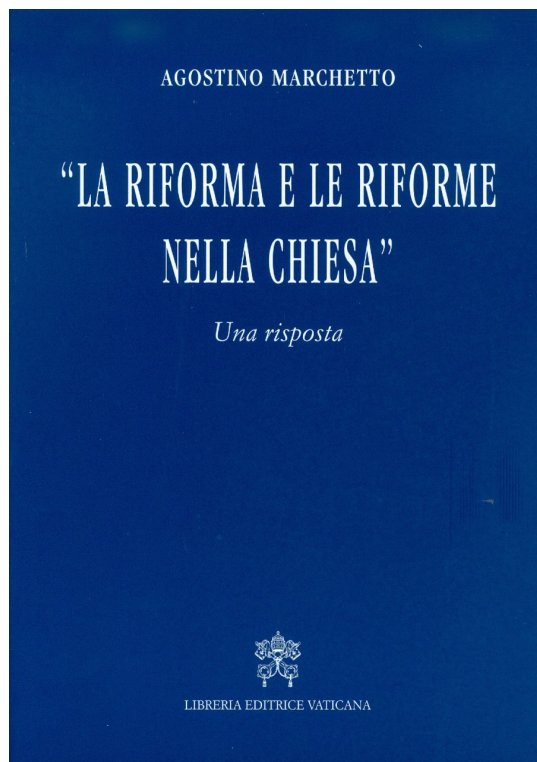 AGOSTINO MARCHETTO
“LA RIFORMA E LE RIFORME
NELLA CHIESA”
Una risposta
LIBRERIA EDITRICE VATICANA